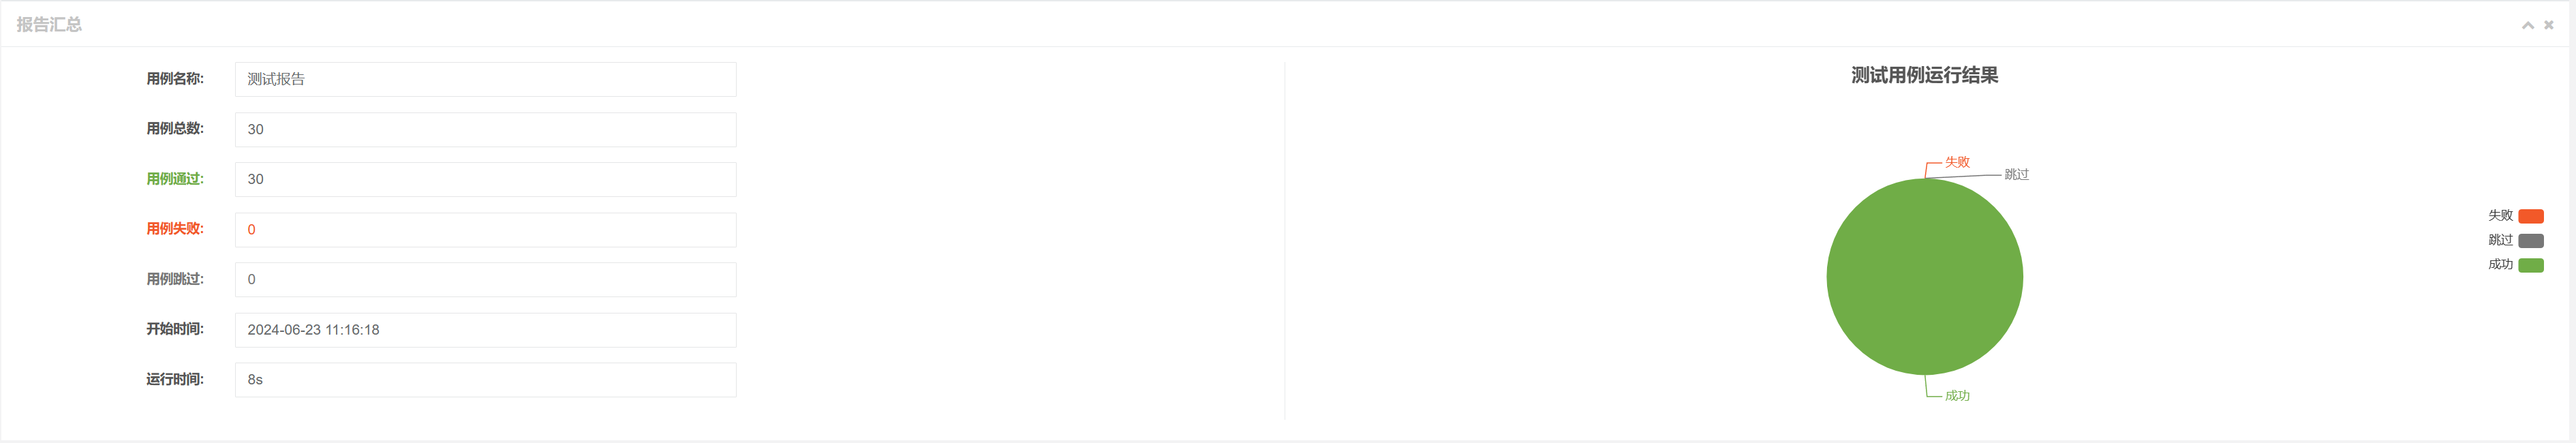 报告汇总
用例名称: 测试报告
用例总数: 30
用例通过: 30
用例失败: 0
用例跳过: 0
开始时间: 2024-06-23 11:16:18
运行时间: 8s
测试用例运行结果
失败
跳过
成功
失败
跳过
成功